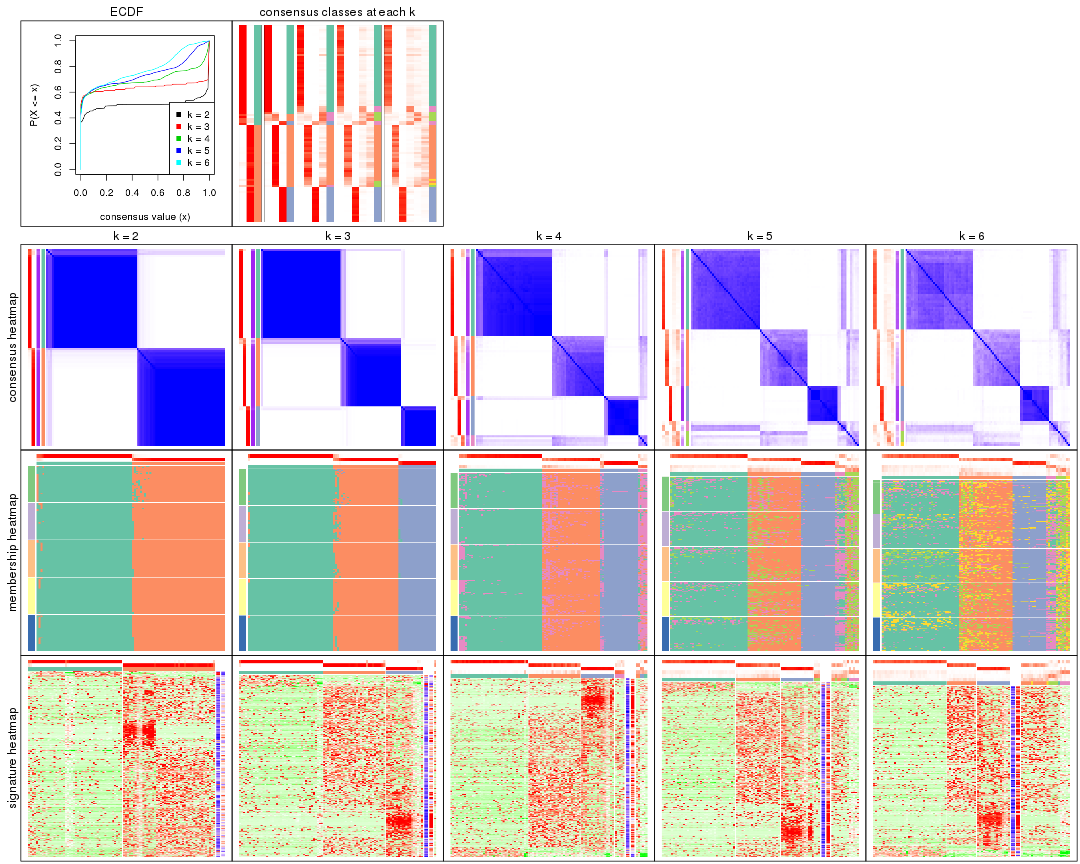 ECDF
consensus classes at each k
P(X <= x)
0.0
0.2
0.4
0.6
0.8
1.0
k = 2
k = 3
k = 4
k = 5
k = 6
0.0 0.2 0.4 0.6 0.8 1.0
consensus value (x)
k = 2
k = 3
k = 4
k = 5
k = 6
consensus heatmap
membership heatmap
signature heatmap